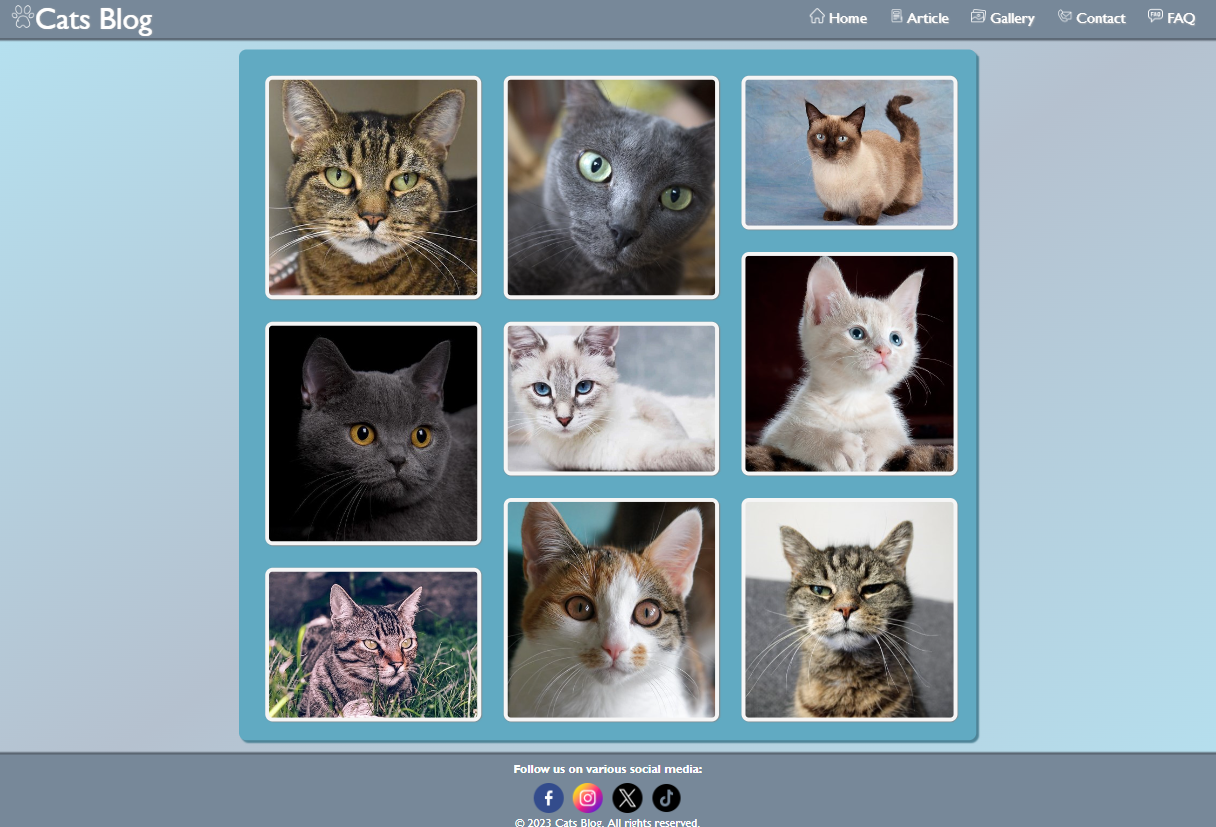 Cats Blog
Home Article Gallery Contact FAQ
Follow us on various social media:
© 2023 Cats Blog. All rights reserved.